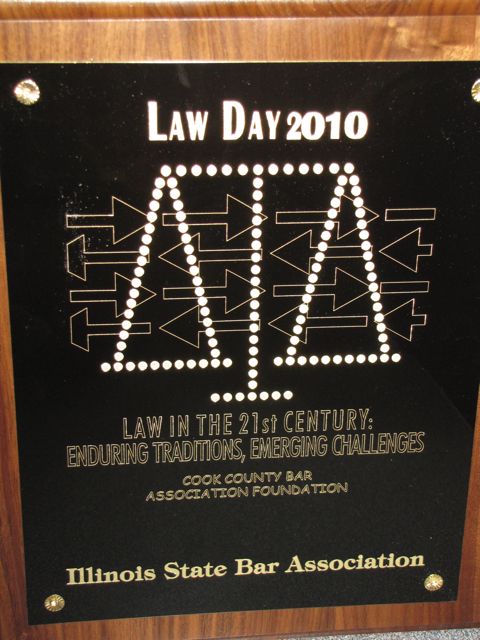 LAW DAY 2010
LAW IN THE 21st CENTURY:
ENDURING TRADITIONS, EMERGING CHALLENGES
COOK COUNTY BAR
ASSOCIATION FOUNDATION
Illinois State Bar Association